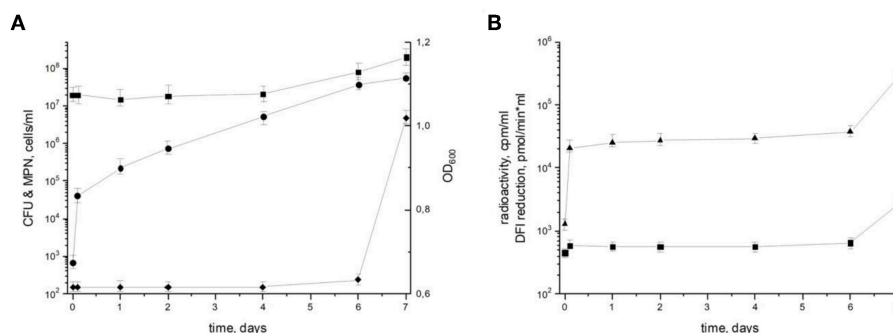 A
CFU & MPN, cells/ml
10⁸
10⁷
10⁶
10⁵
10⁴
10³
10²
0 1 2 3 4 5 6 7
time, days
1,2
1,0
0,8
0,6
OD₆₀₀
B
radioactivity, cpm/ml
DFI reduction, pmol/min*ml
10⁶
10⁵
10⁴
10³
10²
0 1 2 3 4 5 6
time, days